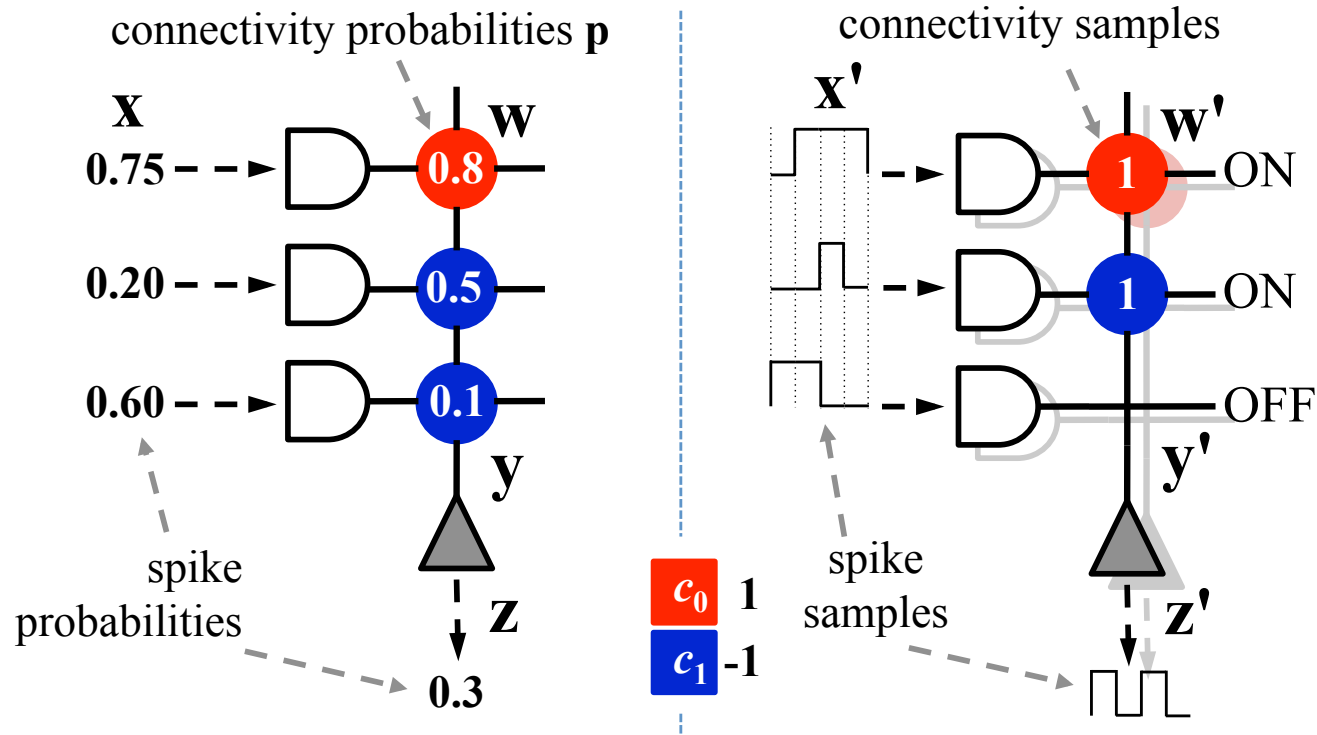 connectivity probabilities p
x
w
0.75
0.8
0.20
0.5
0.60
0.1
y
spike
probabilities
z
0.3
c0 1
c1 -1
connectivity samples
x'
w'
1
ON
1
ON
OFF
y'
spike
samples
z'